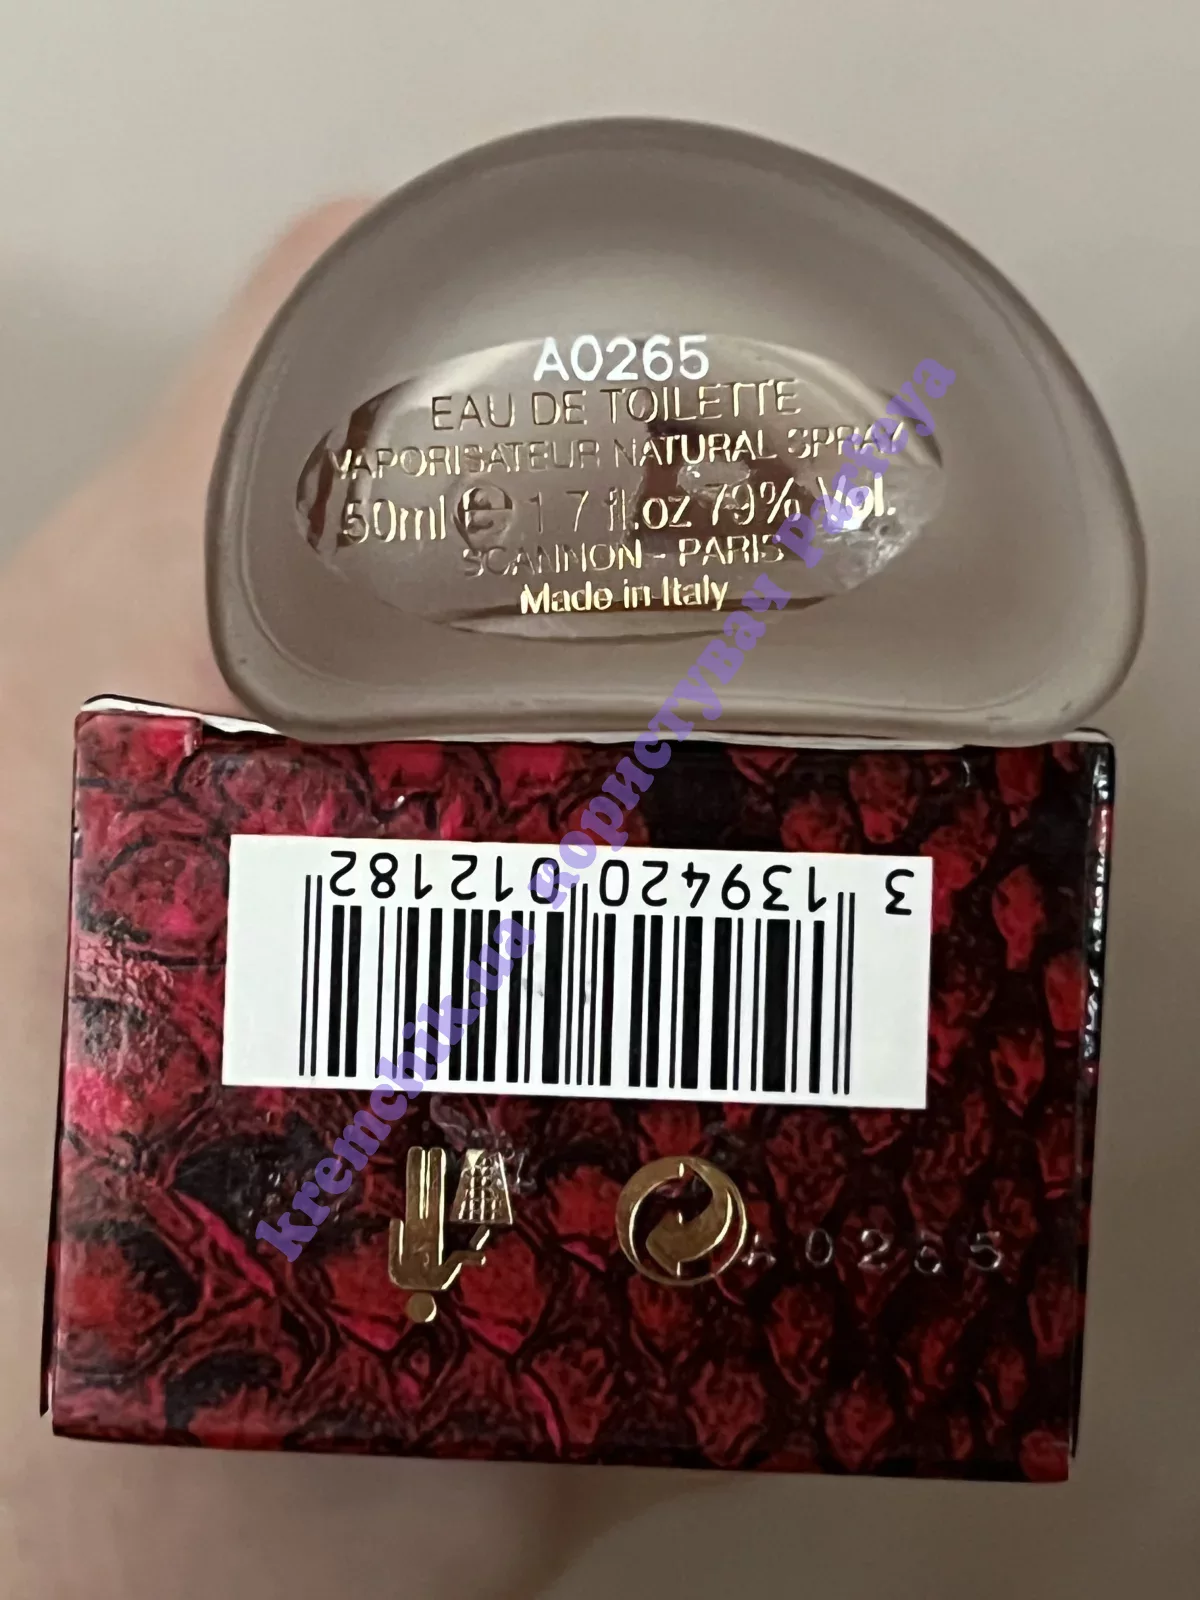 A0265
EAU DE TOILETTE
VAPORISATEUR NATURAL SPRAY
50ml e 1.7 fl.oz 79% Vol.
SCANNON - PARIS
Made in Italy
3 139420 012182
A0265
kremchik.ua користувач Parfeya